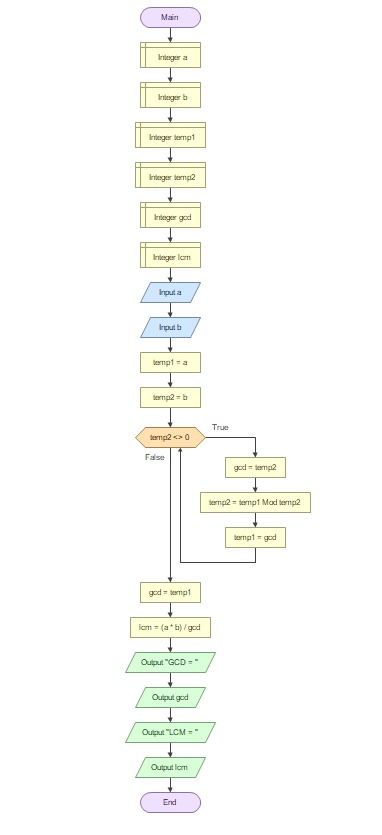 Main
Integer a
Integer b
Integer temp1
Integer temp2
Integer gcd
Integer lcm
Input a
Input b
temp1 = a
temp2 = b
temp2 <> 0
True
False
gcd = temp2
temp2 = temp1 Mod temp2
temp1 = gcd
gcd = temp1
lcm = (a * b) / gcd
Output "GCD = "
Output gcd
Output "LCM = "
Output lcm
End